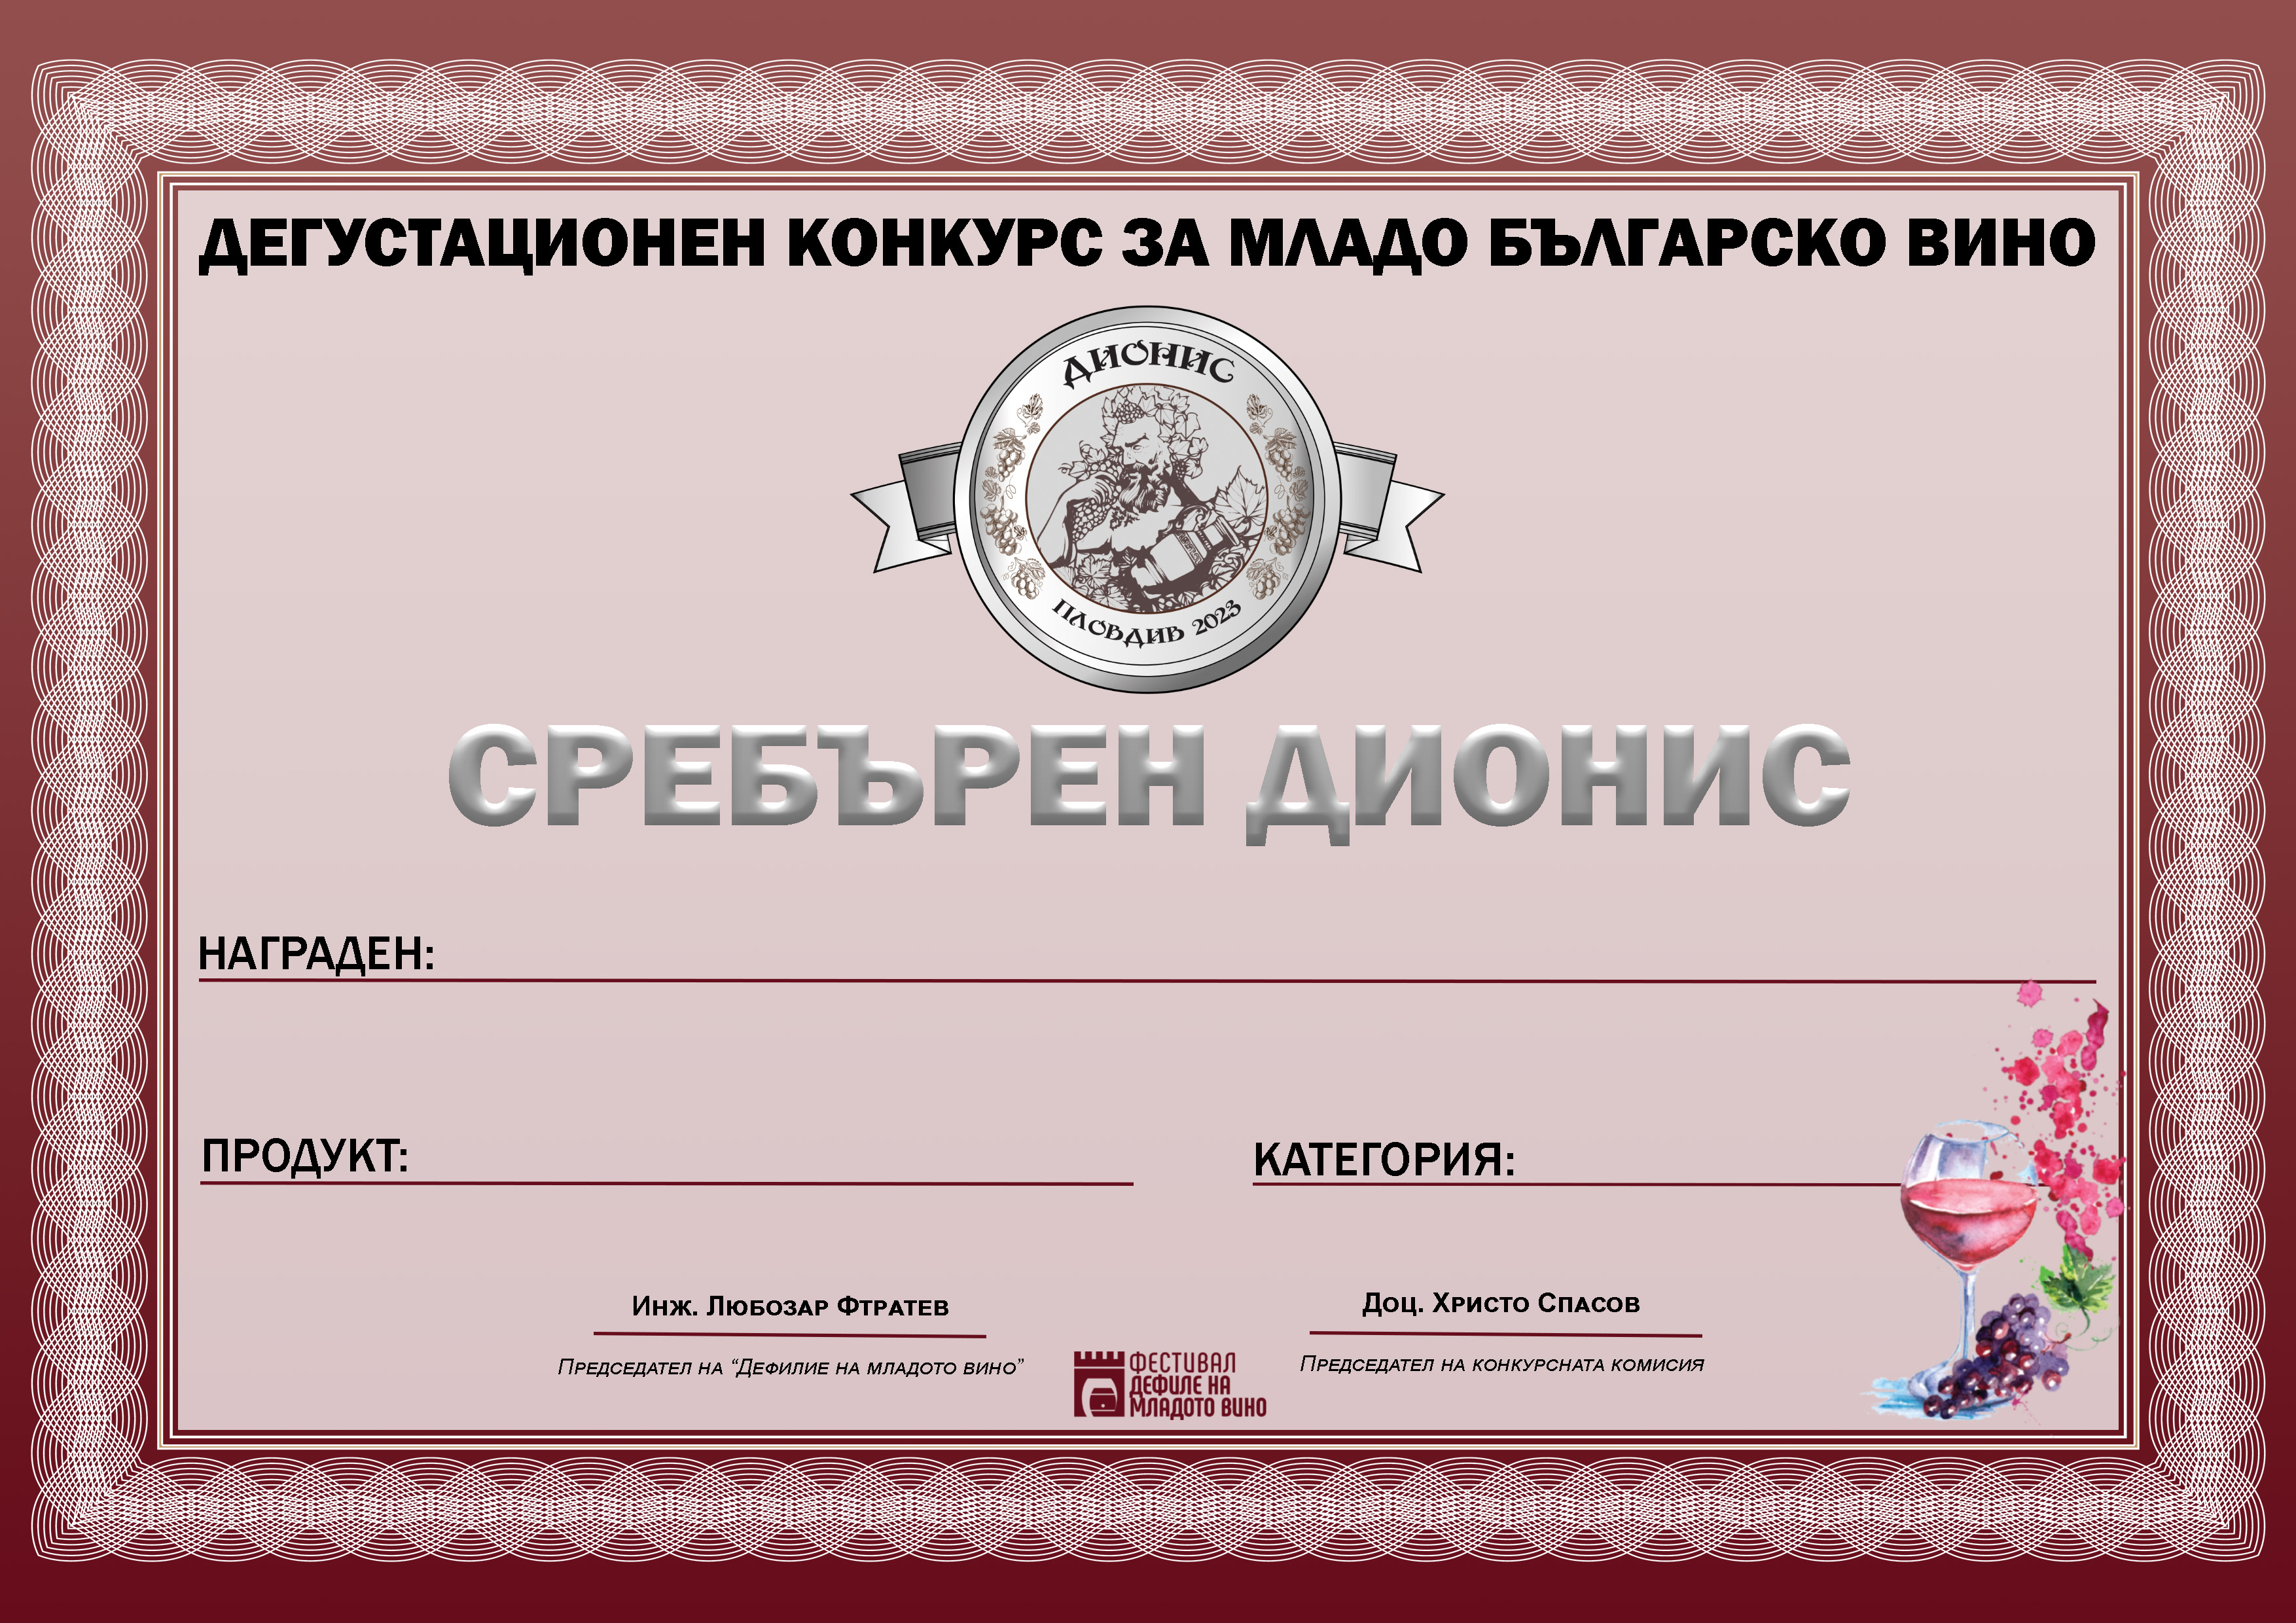 ДЕГУСТАЦИОНЕН КОНКУРС ЗА МЛАДО БЪЛГАРСКО ВИНО
ДИОНИС
ПЛОВДИВ 2023
СРЕБЪРЕН ДИОНИС
НАГРАДЕН:
ПРОДУКТ:
КАТЕГОРИЯ:
Инж. Любозар Фтратев
Председател на “Дефилие на младото вино”
Доц. Христо Спасов
Председател на конкурсната комисия
ФЕСТИВАЛ
ДЕФИЛЕ НА
МЛАДОТО ВИНО